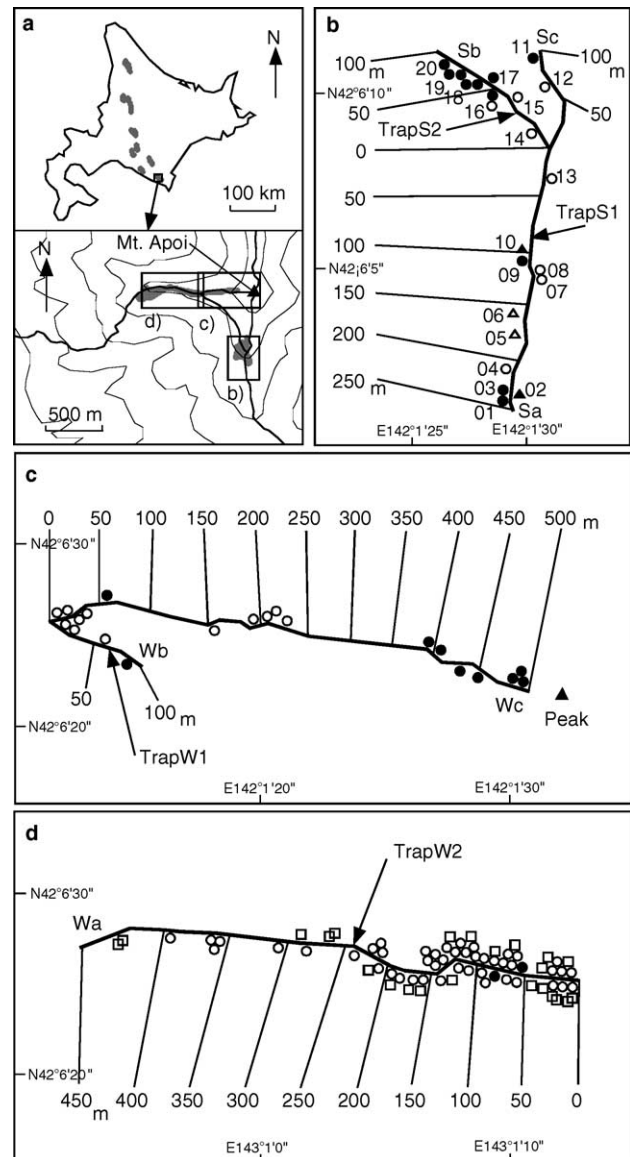 a
N
100 km
Mt. Apoi
N
d)
c)
b)
500 m
b
Sb
Sc
100 m
11
100 m
20
17
12
N42°6'10"
19
18
50
50
15
16
TrapS2
14
0
13
50
TrapS1
100
10
N42¡6'5"
09
08
07
150
06
05
200
04
250 m
03
02
01
Sa
E142°1'25"
E142°1'30"
c
0 50 100 150 200 250 300 350 400 450 500 m
N42°6'30"
Wb
50
100 m
Wc
Peak
N42°6'20"
TrapW1
E142°1'20"
E142°1'30"
d
TrapW2
N42°6'30"
Wa
N42°6'20"
450 m 400 350 300 250 200 150 100 50 0
E143°1'0"
E143°1'10"